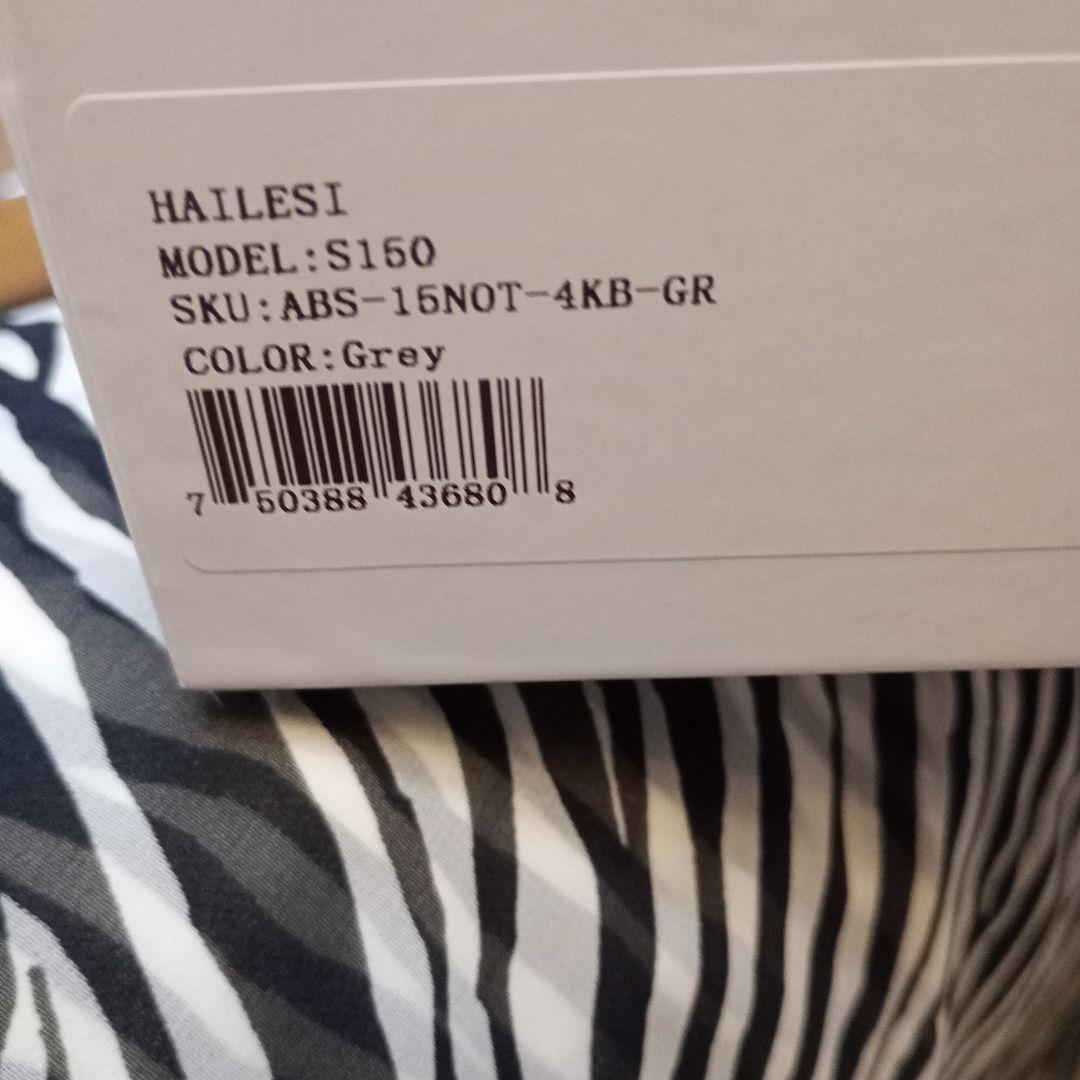 HAILESI
MODEL:S150
SKU:ABS-15NOT-4KB-GR
COLOR:Grey
7 50388 43680 8